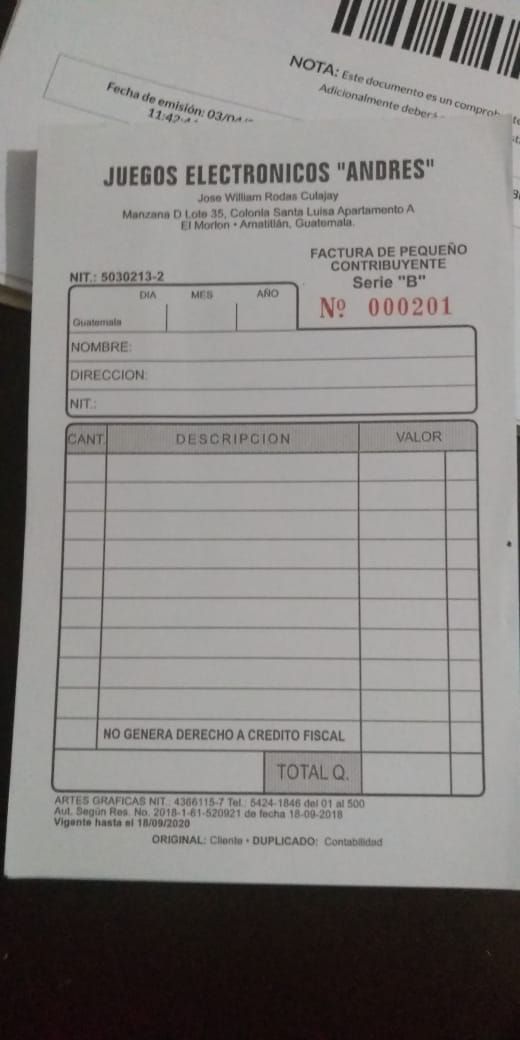 NOTA: Este documento es un
Adicionalmente
Fecha de emisión:
JUEGOS ELECTRONICOS "ANDRES"
Jose William Rodas Culajay
Manzana D Lote 35, Colonia Santa Luisa Apartamento A
El Morlon • Amatitlán, Guatemala.
FACTURA DE PEQUEÑO
CONTRIBUYENTE
Serie "B"
NIT.: 5030213-2
Nº 000201
DIA MES AÑO
Guatemala
NOMBRE:
DIRECCION:
NIT.:
CANT. DESCRIPCION VALOR
NO GENERA DERECHO A CREDITO FISCAL
TOTAL Q.
ARTES GRAFICAS NIT.: 4366115-7 Tel.: 5424-1846 del 01 al 500
Aut. Según Res. No. 2018-1-61-520921 de fecha 18-09-2018
Vigente hasta el 18/09/2020
ORIGINAL: Cliente • DUPLICADO: Contabilidad